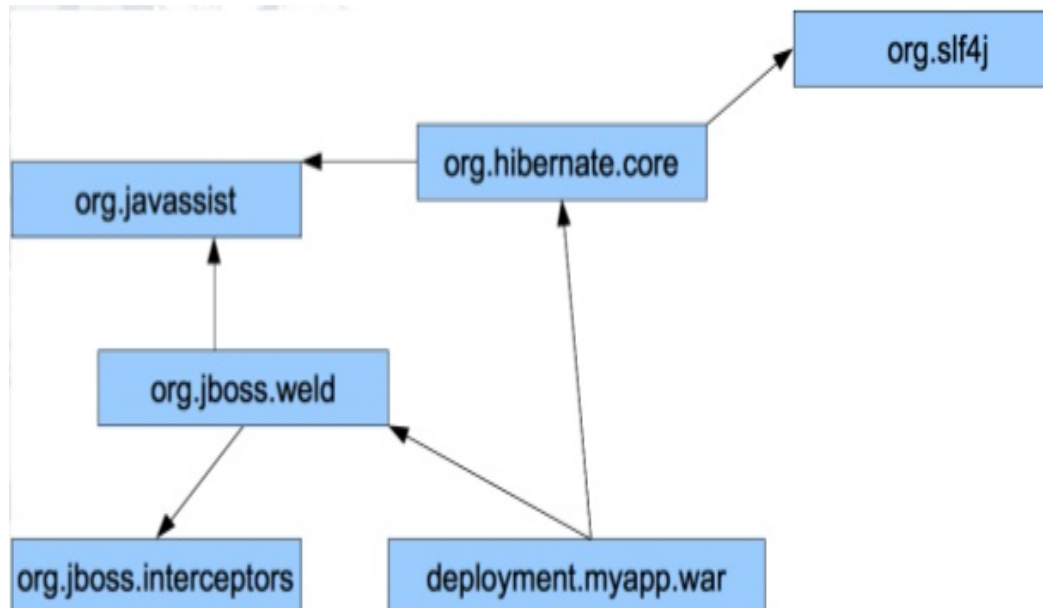 org.slf4j
org.hibernate.core
org.javassist
org.jboss.weld
org.jboss.interceptors
deployment.myapp.war